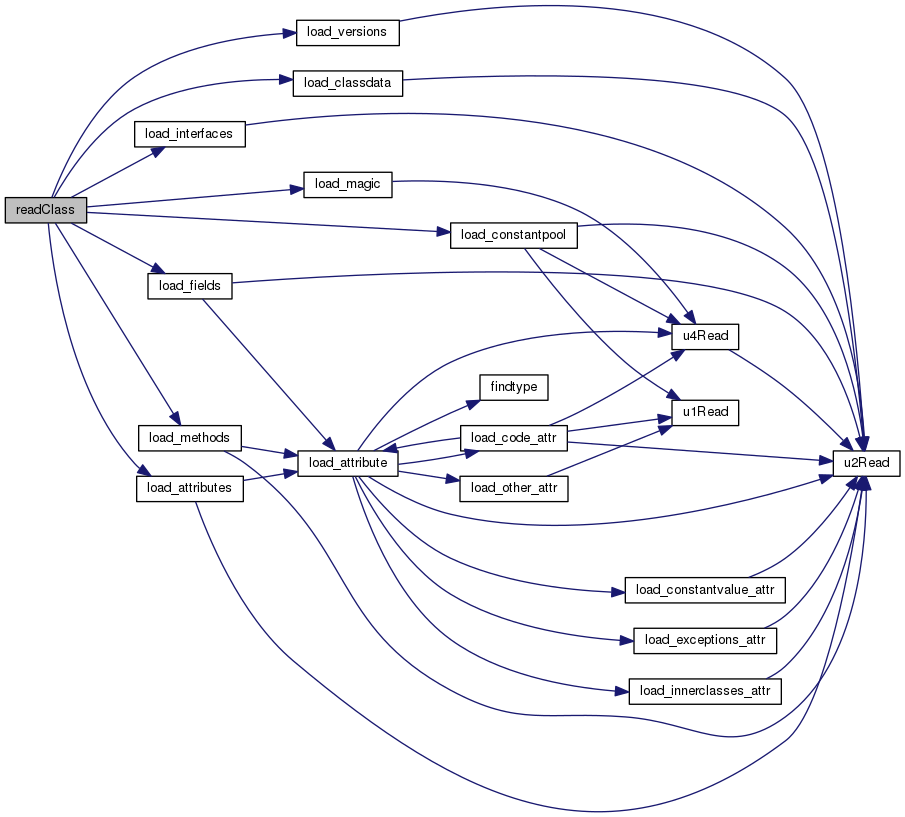 load_versions
load_classdata
load_interfaces
load_magic
readClass
load_constantpool
load_fields
u4Read
findtype
u1Read
load_methods
load_code_attr
load_attribute
u2Read
load_attributes
load_other_attr
load_constantvalue_attr
load_exceptions_attr
load_innerclasses_attr